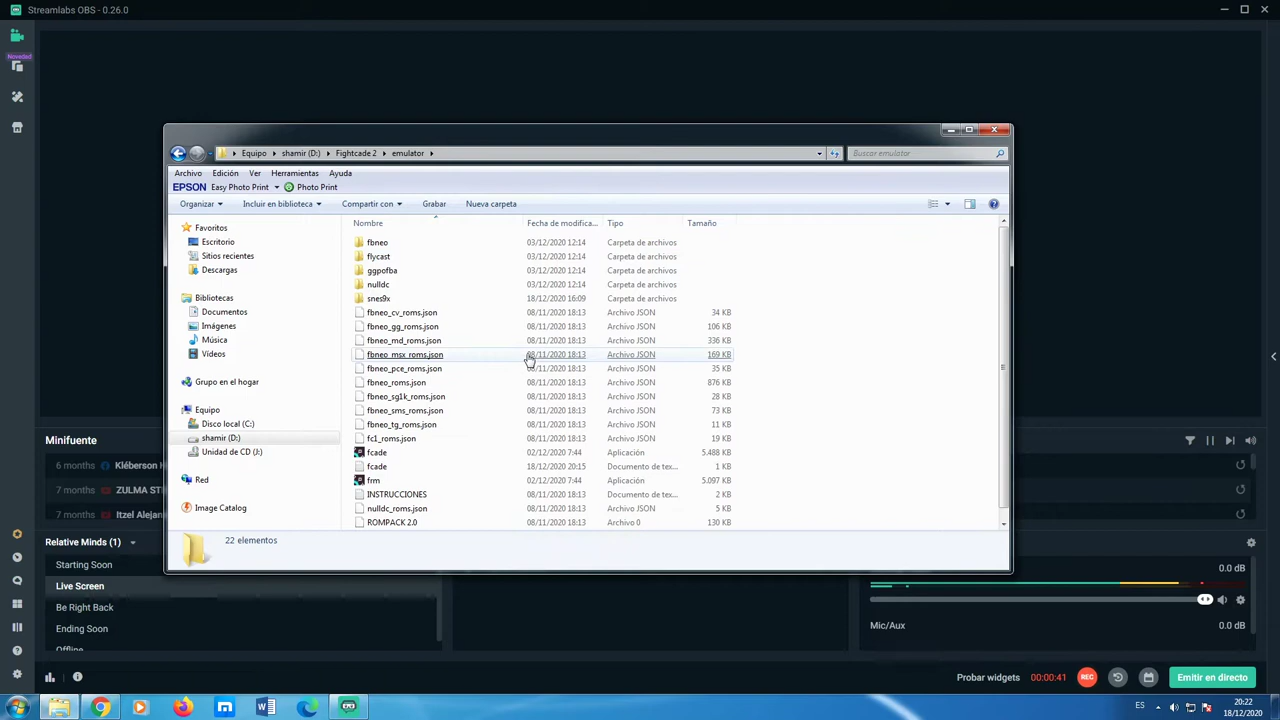 Streamlabs OBS - 0.26.0
Novedad
Equipo shamir (D:) Fightcade 2 emulator
Buscar emulator
Archivo Edición Ver Herramientas Ayuda
EPSON Easy Photo Print Photo Print
Organizar Incluir en biblioteca Compartir con Grabar Nueva carpeta
Favoritos
Escritorio
Sitios recientes
Descargas
Bibliotecas
Documentos
Imágenes
Música
Vídeos
Grupo en el hogar
Equipo
Disco local (C:)
shamir (D:)
Unidad de CD (J:)
Red
Image Catalog
Nombre Fecha de modifica... Tipo Tamaño
fbneo 03/12/2020 12:14 Carpeta de archivos
flycast 03/12/2020 12:14 Carpeta de archivos
ggpofba 03/12/2020 12:14 Carpeta de archivos
nulldc 03/12/2020 12:14 Carpeta de archivos
snes9x 18/12/2020 16:09 Carpeta de archivos
fbneo_cv_roms.json 08/11/2020 18:13 Archivo JSON 34 KB
fbneo_gg_roms.json 08/11/2020 18:13 Archivo JSON 106 KB
fbneo_md_roms.json 08/11/2020 18:13 Archivo JSON 336 KB
fbneo_msx_roms.json 08/11/2020 18:13 Archivo JSON 169 KB
fbneo_pce_roms.json 08/11/2020 18:13 Archivo JSON 35 KB
fbneo_roms.json 08/11/2020 18:13 Archivo JSON 876 KB
fbneo_sg1k_roms.json 08/11/2020 18:13 Archivo JSON 28 KB
fbneo_sms_roms.json 08/11/2020 18:13 Archivo JSON 73 KB
fbneo_tg_roms.json 08/11/2020 18:13 Archivo JSON 11 KB
fc1_roms.json 08/11/2020 18:13 Archivo JSON 19 KB
fcade 02/12/2020 7:44 Aplicación 5.488 KB
fcade 18/12/2020 20:15 Documento de tex... 1 KB
frm 02/12/2020 7:44 Aplicación 5.097 KB
INSTRUCCIONES 08/11/2020 18:13 Documento de tex... 2 KB
nulldc_roms.json 08/11/2020 18:13 Archivo JSON 5 KB
ROMPACK 2.0 08/11/2020 18:13 Archivo 0 130 KB
22 elementos
Minifuente
6 months Kléberson
7 months ZULMA ST
7 months Itzel Alejan
Relative Minds (1)
Starting Soon
Live Screen
Be Right Back
Ending Soon
Offline
0.0 dB
Mic/Aux 0.0 dB
Probar widgets 00:00:41 REC Emitir en directo
ES 20:22
18/12/2020